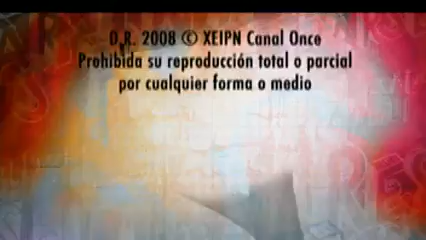 D.R. 2008 © XEIPN Canal Once
Prohibida su reproducción total o parcial
por cualquier forma o medio